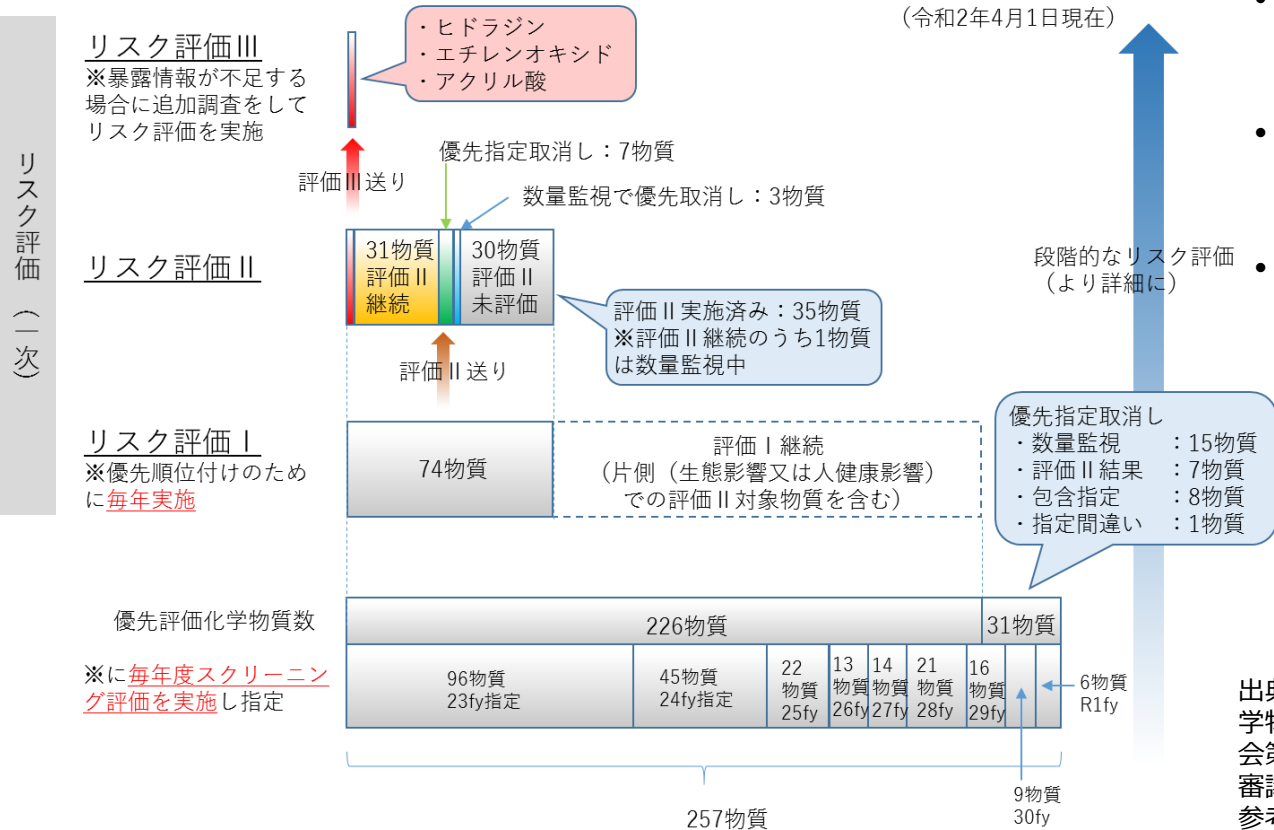 （令和2年4月1日現在）
リスク評価（一次）
リスク評価Ⅲ
※暴露情報が不足する
場合に追加調査をして
リスク評価を実施
・ヒドラジン
・エチレンオキシド
・アクリル酸
評価Ⅲ送り
優先指定取消し：7物質
数量監視で優先取消し：3物質
リスク評価Ⅱ
31物質
評価Ⅱ
継続
30物質
評価Ⅱ
未評価
段階的なリスク評価
（より詳細に）
評価Ⅱ実施済み：35物質
※評価Ⅱ継続のうち1物質
は数量監視中
評価Ⅱ送り
リスク評価Ⅰ
※優先順位付けのため
に毎年実施
74物質
評価Ⅰ継続
（片側（生態影響又は人健康影響）
での評価Ⅱ対象物質を含む）
優先指定取消し
・数量監視　　：15物質
・評価Ⅱ結果　：7物質
・包含指定　　：8物質
・指定間違い　：1物質
優先評価化学物質数
226物質
31物質
※に毎年度スクリーニン
グ評価を実施し指定
96物質
23fy指定
45物質
24fy指定
22
物質
25fy
13
物質
26fy
14
物質
27fy
21
物質
28fy
16
物質
29fy
6物質
R1fy
9物質
30fy
257物質
学物
会第
審議
参考